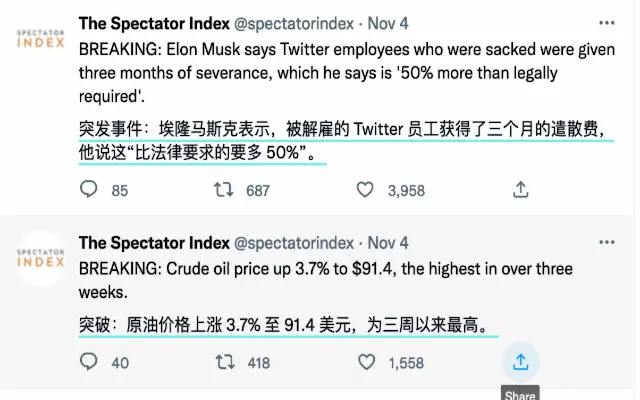 SPECTATOR
INDEX
The Spectator Index @spectatorindex · Nov 4
BREAKING: Elon Musk says Twitter employees who were sacked were given
three months of severance, which he says is '50% more than legally
required'.
突发事件：埃隆马斯克表示，被解雇的 Twitter 员工获得了三个月的遣散费，
他说这“比法律要求的要多 50%”。
85 687 3,958
SPECTATOR
INDEX
The Spectator Index @spectatorindex · Nov 4
BREAKING: Crude oil price up 3.7% to $91.4, the highest in over three
weeks.
突破：原油价格上涨 3.7% 至 91.4 美元，为三周以来最高。
40 418 1,558
Share